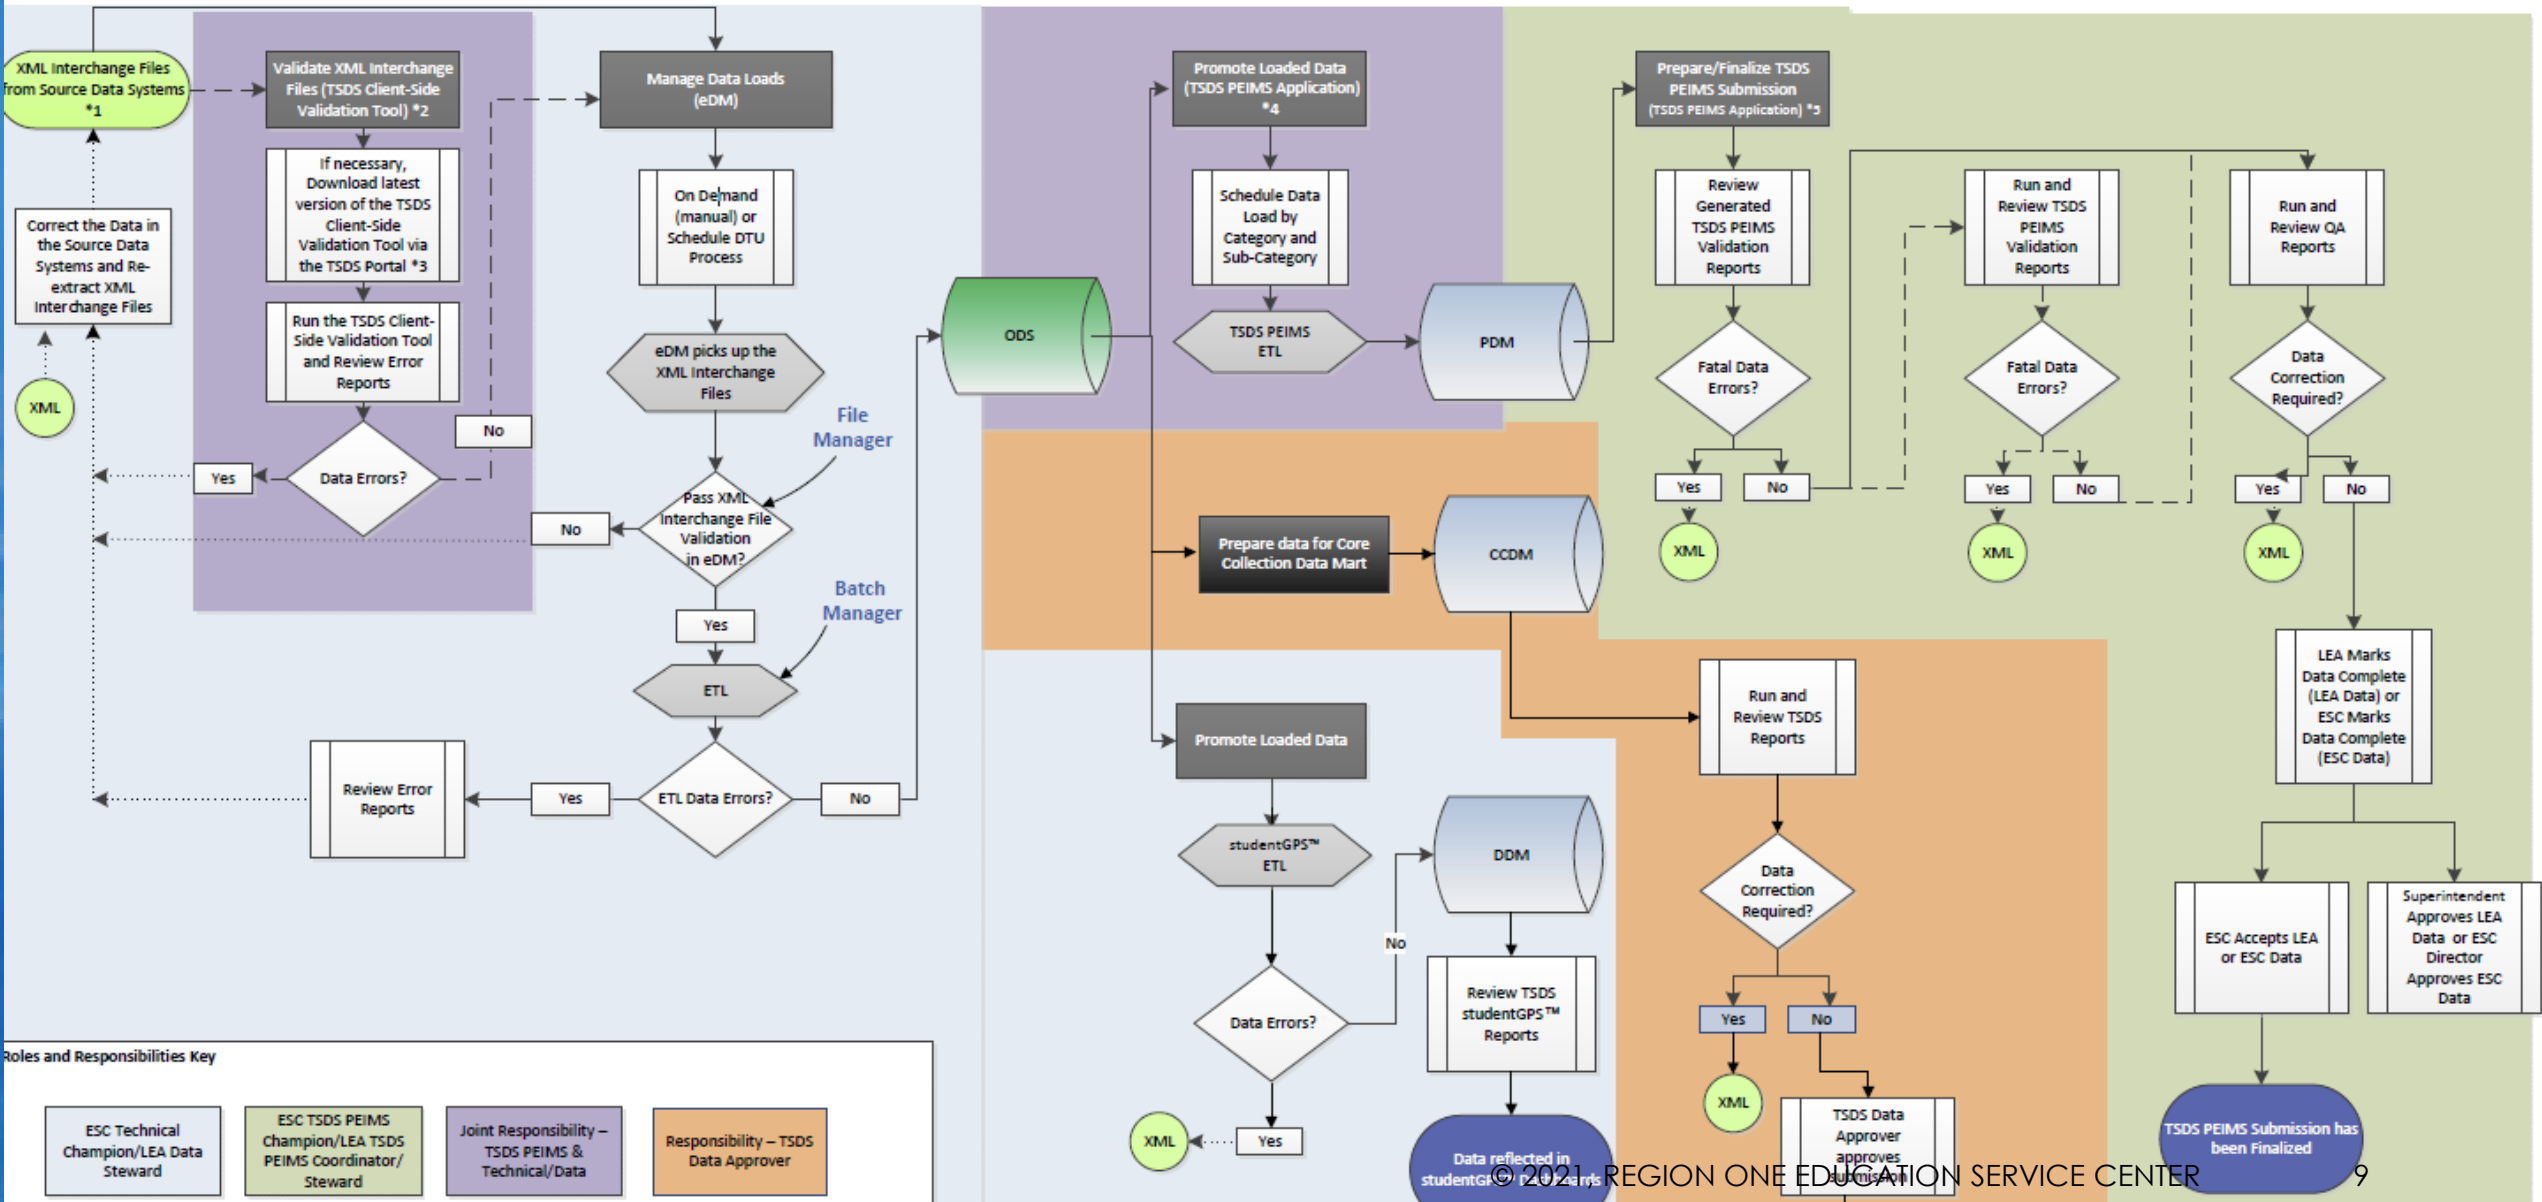 XML Interchange Files
from Source Data Systems
*1
Validate XML Interchange
Files (TSDS Client-Side
Validation Tool) *2
If necessary,
Download latest
version of the TSDS
Client-Side
Validation Tool via
the TSDS Portal *3
Run the TSDS Client-
Side Validation Tool
and Review Error
Reports
Data Errors?
Yes
No
Correct the Data in
the Source Data
Systems and Re-
extract XML
Interchange Files
XML
Manage Data Loads
(eDM)
On Demand
(manual) or
Schedule DTU
Process
eDM picks up the
XML Interchange
Files
File
Manager
Pass XML
Interchange File
Validation
in eDM?
No
Yes
Batch
Manager
ETL
ETL Data Errors?
Yes
No
Review Error
Reports
ODS
Promote Loaded Data
(TSDS PEIMS Application)
*4
Schedule Data
Load by
Category and
Sub-Category
TSDS PEIMS
ETL
PDM
Prepare data for Core
Collection Data Mart
CCDM
Promote Loaded Data
studentGPS™
ETL
Data Errors?
No
Yes
XML
DDM
Review TSDS
studentGPS™
Reports
Data reflected in
studentGPS™ Dashboards
Prepare/Finalize TSDS
PEIMS Submission
(TSDS PEIMS Application) *5
Review
Generated
TSDS PEIMS
Validation
Reports
Fatal Data
Errors?
Yes
No
XML
Run and
Review TSDS
PEIMS
Validation
Reports
Fatal Data
Errors?
Yes
No
XML
Run and
Review QA
Reports
Data
Correction
Required?
Yes
No
XML
Run and
Review TSDS
Reports
Data
Correction
Required?
Yes
No
XML
TSDS Data
Approver
approves
submission
LEA Marks
Data Complete
(LEA Data) or
ESC Marks
Data Complete
(ESC Data)
ESC Accepts LEA
or ESC Data
Superintendent
Approves LEA
Data or ESC
Director
Approves ESC
Data
TSDS PEIMS Submission has
been Finalized
Roles and Responsibilities Key
ESC Technical
Champion/LEA Data
Steward
ESC TSDS PEIMS
Champion/LEA TSDS
PEIMS Coordinator/
Steward
Joint Responsibility –
TSDS PEIMS &
Technical/Data
Responsibility – TSDS
Data Approver
© 2021, REGION ONE EDUCATION SERVICE CENTER
9